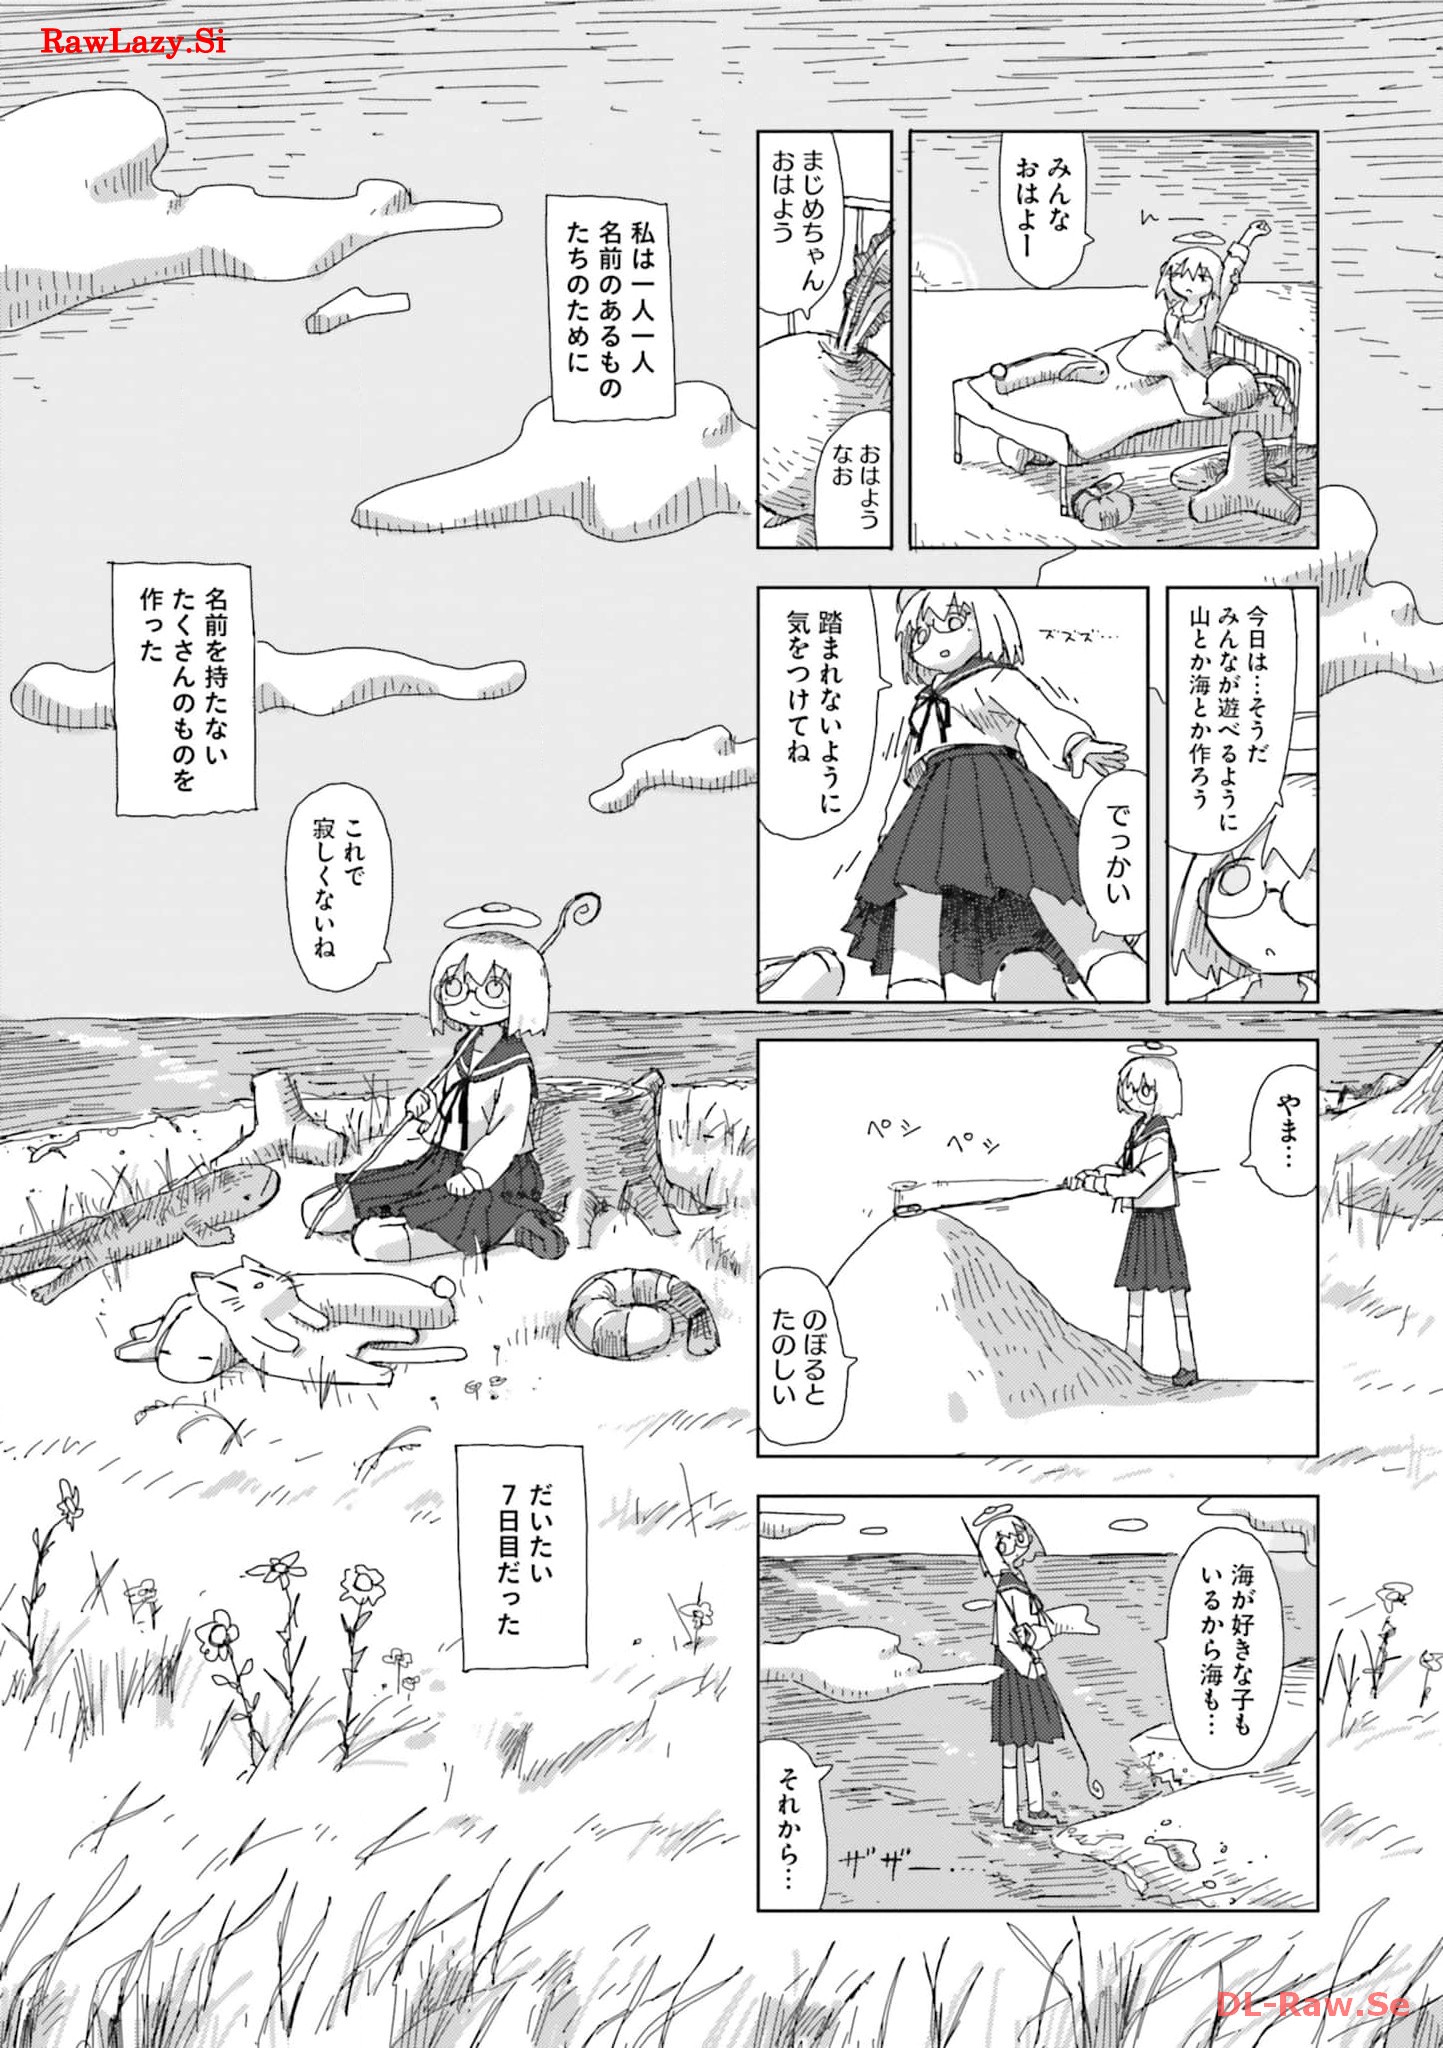 RawLazy.Si
みんな
おはよー
んー
まじめちゃん
おはよう
おはよう
なお
今日は…そうだ
みんなが遊べるように
山とか海とか作ろう
ズズズ…
でっかい
踏まれないように
気をつけてね
やま…
ペシ
ペシ
のぼると
たのしい
海が好きな子も
いるから海も…
ザザー…
それから…
私は一人一人
名前のあるもの
たちのために
名前を持たない
たくさんのものを
作った
これで
寂しくないね
だいたい
7日目だった
DL-Raw.Se